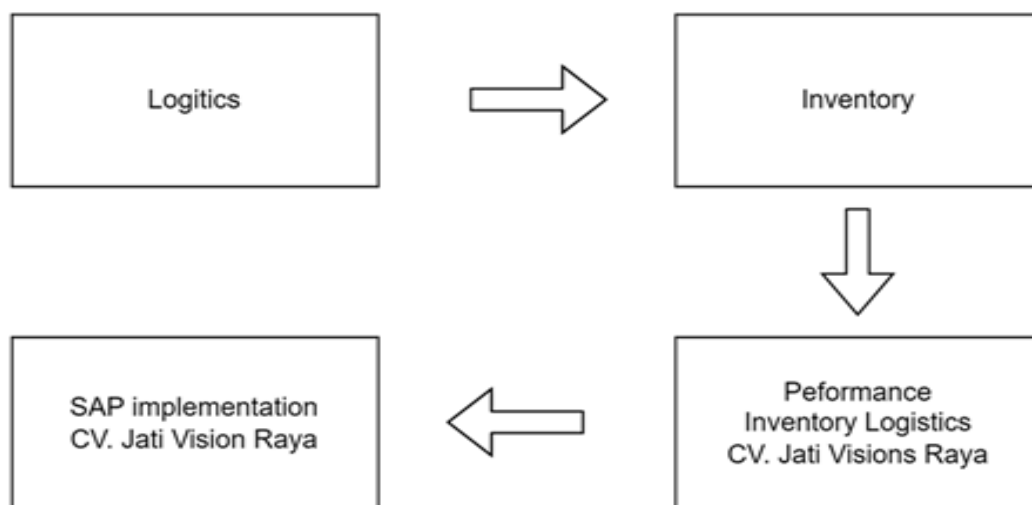 Logitics
Inventory
SAP implementation
CV. Jati Vision Raya
Peformance
Inventory Logistics
CV. Jati Visions Raya